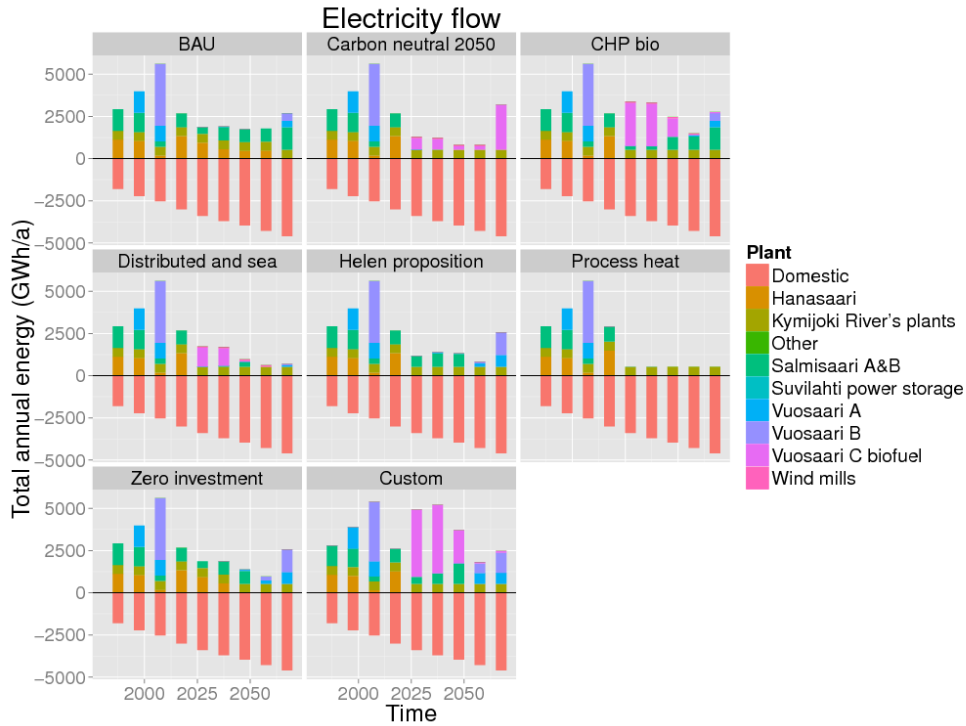 Electricity flow
BAU
Carbon neutral 2050
CHP bio
5000
2500
0
−2500
−5000
Distributed and sea
Helen proposition
Process heat
5000
2500
0
−2500
−5000
Zero investment
Custom
5000
2500
0
−2500
−5000
2000 2025 2050
2000 2025 2050
Time
Total annual energy (GWh/a)
Plant
Domestic
Hanasaari
Kymijoki River's plants
Other
Salmisaari A&B
Suvilahti power storage
Vuosaari A
Vuosaari B
Vuosaari C biofuel
Wind mills